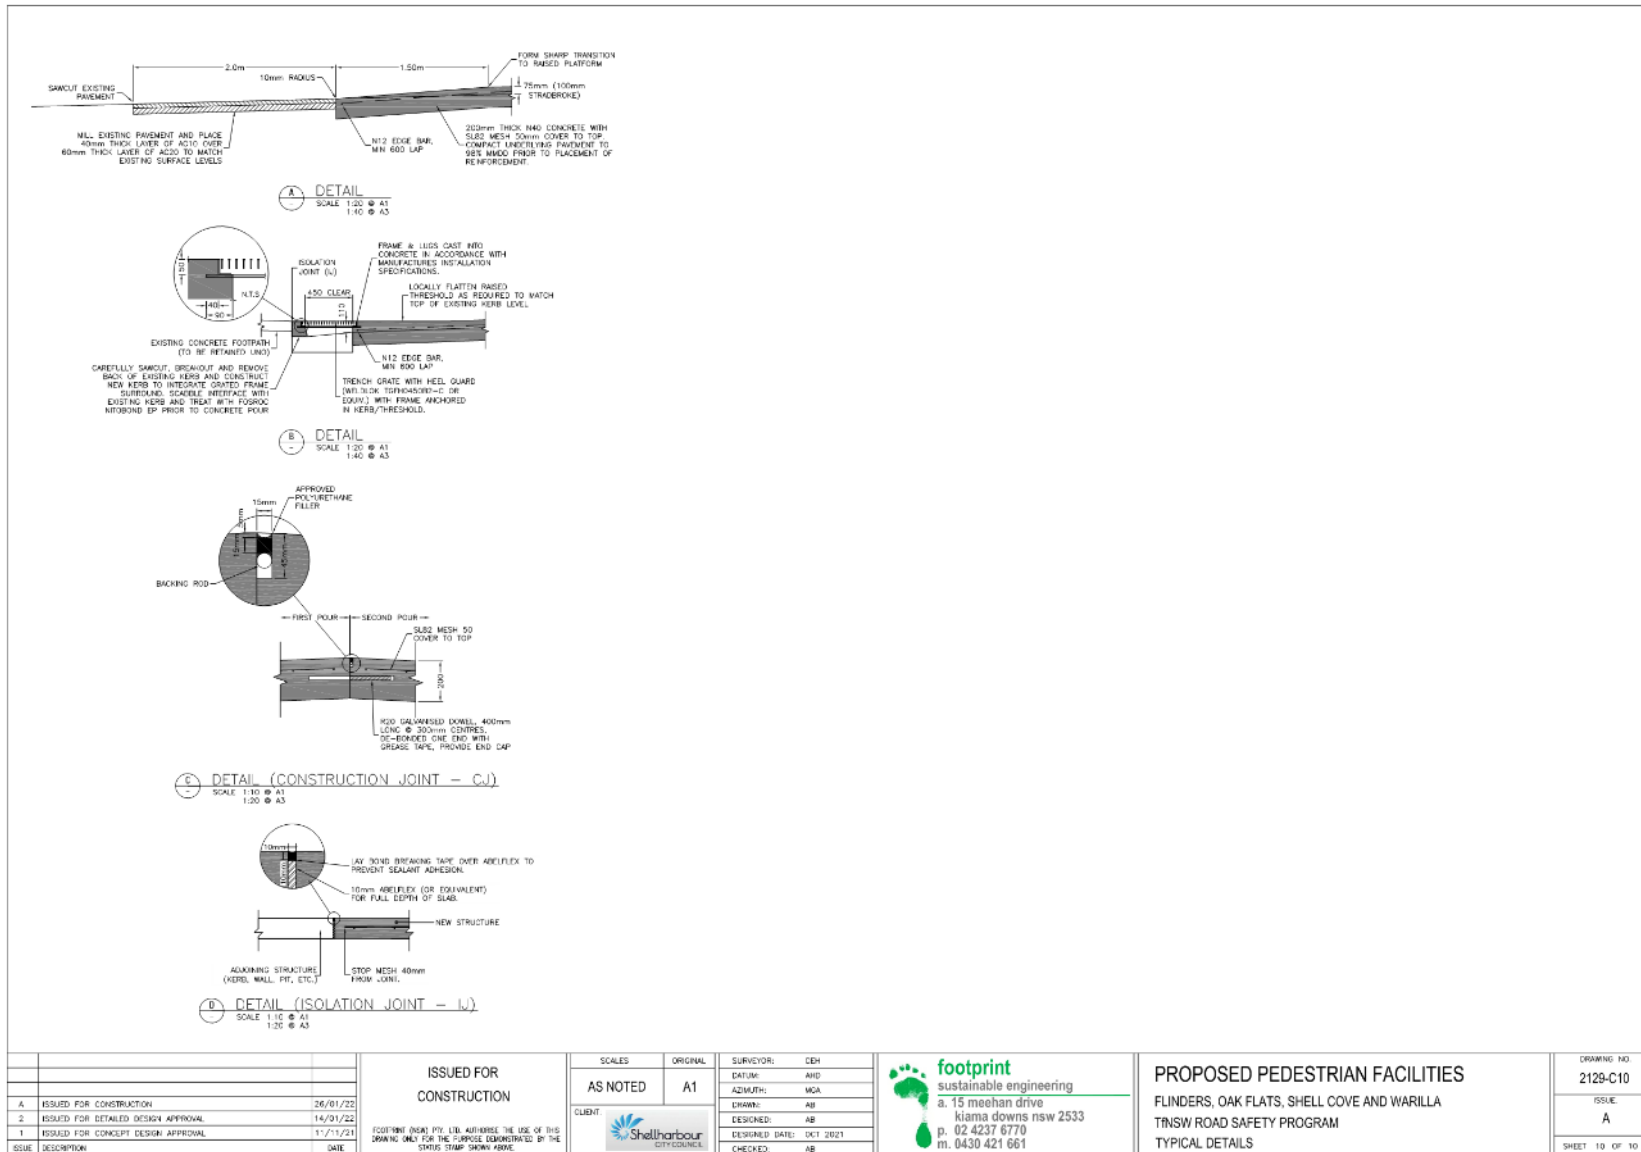 2.0m
1.50m
FORM SHARP TRANSITION
TO RAISED PLATFORM
10mm RADIUS
SAWCUT EXISTING
PAVEMENT
75mm (100mm
STRADBROKE)
MILL EXISTING PAVEMENT AND PLACE
40mm THICK LAYER OF AC10 OVER
60mm THICK LAYER OF AC20 TO MATCH
EXISTING SURFACE LEVELS
N12 EDGE BAR,
MIN 600 LAP
200mm THICK N40 CONCRETE WITH
SL82 MESH 50mm COVER TO TOP.
COMPACT UNDERLYING PAVEMENT TO
98% MMDD PRIOR TO PLACEMENT OF
REINFORCEMENT.
A DETAIL
SCALE 1:20 @ A1
1:40 @ A3
50
40
90
N.T.S
ISOLATION
JOINT (IJ)
450 CLEAR
110
FRAME & LUGS CAST INTO
CONCRETE IN ACCORDANCE WITH
MANUFACTURES INSTALLATION
SPECIFICATIONS.
LOCALLY FLATTEN RAISED
THRESHOLD AS REQUIRED TO MATCH
TOP OF EXISTING KERB LEVEL
EXISTING CONCRETE FOOTPATH
(TO BE RETAINED UNO)
N12 EDGE BAR,
MIN 600 LAP
CAREFULLY SAWCUT, BREAKOUT AND REMOVE
BACK OF EXISTING KERB AND CONSTRUCT
NEW KERB TO INTEGRATE GRATED FRAME
SURROUND. SCABBLE INTERFACE WITH
EXISTING KERB AND TREAT WITH FOSROC
NITOBOND EP PRIOR TO CONCRETE POUR
TRENCH GRATE WITH HEEL GUARD
(WELDLOK OR
EQUIV.) WITH FRAME ANCHORED
IN KERB/THRESHOLD.
B DETAIL
SCALE 1:20 @ A1
1:40 @ A3
APPROVED
POLYURETHANE
FILLER
15mm
15mm
45mm
BACKING ROD
FIRST POUR
SECOND POUR
SL82 MESH 50
COVER TO TOP
200
R20 GALVANISED DOWEL, 400mm
LONG @ 300mm CENTRES.
DE-BONDED ONE END WITH
GREASE TAPE, PROVIDE END CAP
C DETAIL (CONSTRUCTION JOINT - CJ)
SCALE 1:10 @ A1
1:20 @ A3
10mm
10mm
LAY BOND BREAKING TAPE OVER ABELFLEX TO
PREVENT SEALANT ADHESION.
10mm ABELFLEX (OR EQUIVALENT)
FOR FULL DEPTH OF SLAB.
NEW STRUCTURE
ADJOINING STRUCTURE
(KERB, WALL, PIT, ETC.)
STOP MESH 40mm
FROM JOINT.
D DETAIL (ISOLATION JOINT - IJ)
SCALE 1:10 @ A1
1:20 @ A3
A ISSUED FOR CONSTRUCTION 26/01/22
2 ISSUED FOR DETAILED DESIGN APPROVAL 14/01/22
1 ISSUED FOR CONCEPT DESIGN APPROVAL 11/11/21
ISSUE DESCRIPTION DATE
ISSUED FOR
CONSTRUCTION
FOOTPRINT (NSW) PTY. LTD. AUTHORISE THE USE OF THIS
DRAWING ONLY FOR THE PURPOSE DEMONSTRATED BY THE
STATUS STAMP SHOWN ABOVE.
SCALES ORIGINAL
AS NOTED A1
CLIENT:
Shellharbour
CITY COUNCIL
SURVEYOR: CEH
DATUM: AHD
AZIMUTH: MGA
DRAWN: AB
DESIGNED: AB
DESIGNED DATE: OCT 2021
CHECKED: AB
footprint
sustainable engineering
a. 15 meehan drive
kiama downs nsw 2533
p. 02 4237 6770
m. 0430 421 661
PROPOSED PEDESTRIAN FACILITIES
FLINDERS, OAK FLATS, SHELL COVE AND WARILLA
TfNSW ROAD SAFETY PROGRAM
TYPICAL DETAILS
DRAWING NO.
2129-C10
ISSUE.
A
SHEET 10 OF 10